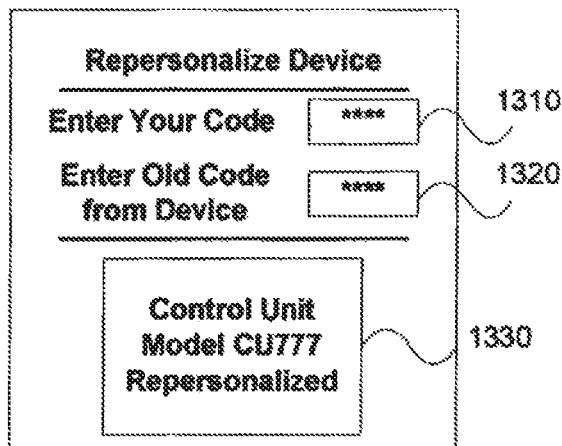 Repersonalize Device
Enter Your Code
****
1310
Enter Old Code
from Device
****
1320
Control Unit
Model CU777
Repersonalized
1330